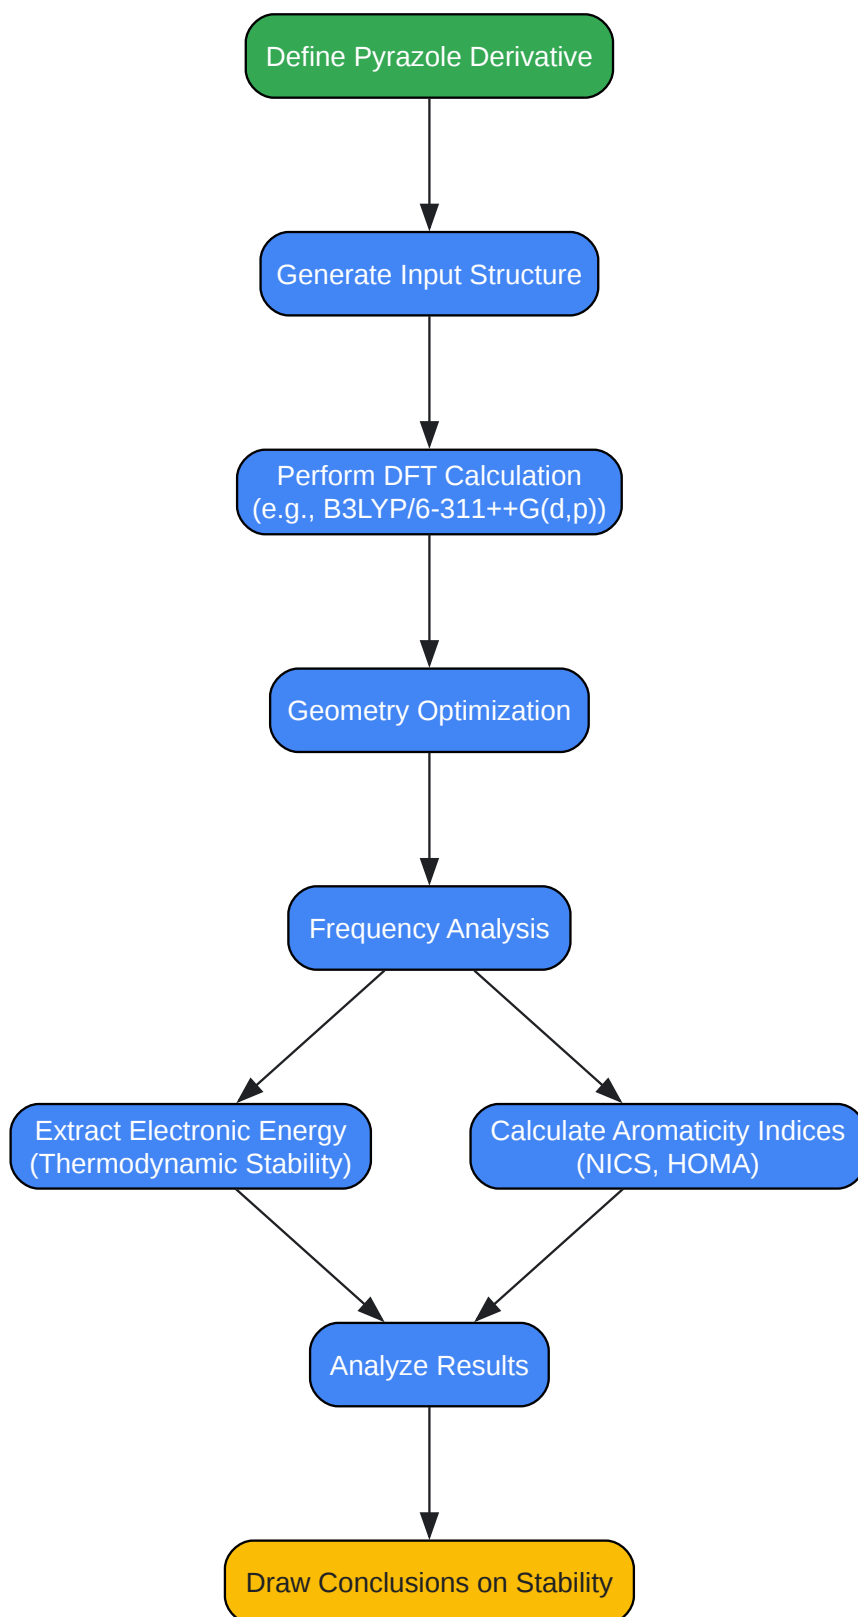 Define Pyrazole Derivative
Generate Input Structure
Perform DFT Calculation
(e.g., B3LYP/6-311++G(d,p))
Geometry Optimization
Frequency Analysis
Extract Electronic Energy
(Thermodynamic Stability)
Calculate Aromaticity Indices
(NICS, HOMA)
Analyze Results
Draw Conclusions on Stability